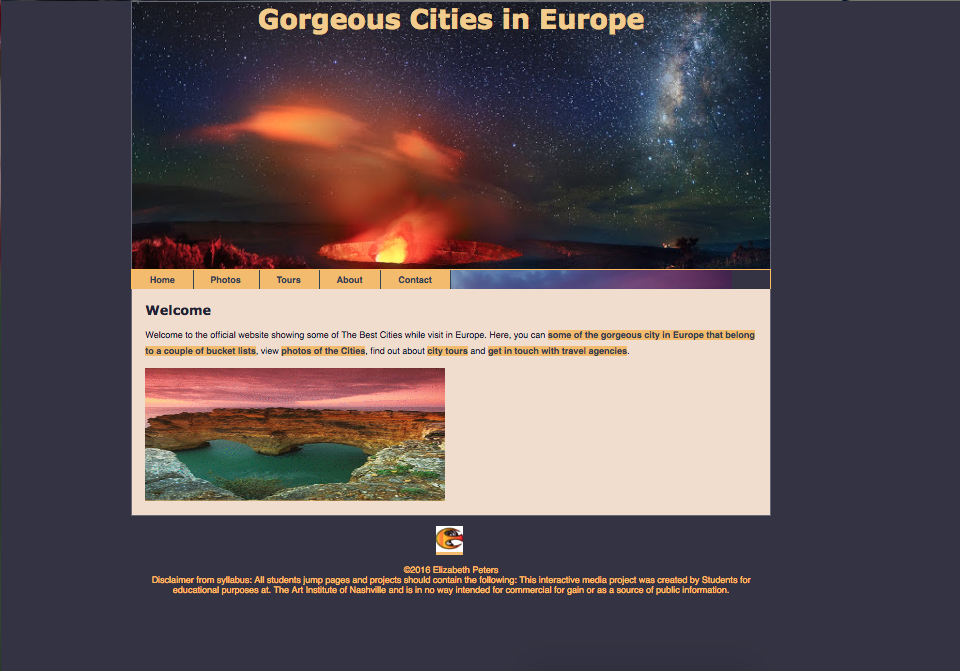 Gorgeous Cities in Europe
Home Photos Tours About Contact
Welcome
Welcome to the official website showing some of The Best Cities while visit in Europe. Here, you can some of the gorgeous city in Europe that belong
to a couple of bucket lists, view photos of the Cities, find out about city tours and get in touch with travel agencies.
©2016 Elizabeth Peters
Disclaimer from syllabus: All students jump pages and projects should contain the following: This interactive media project was created by Students for
educational purposes at. The Art Institute of Nashville and is in no way intended for commercial for gain or as a source of public information.